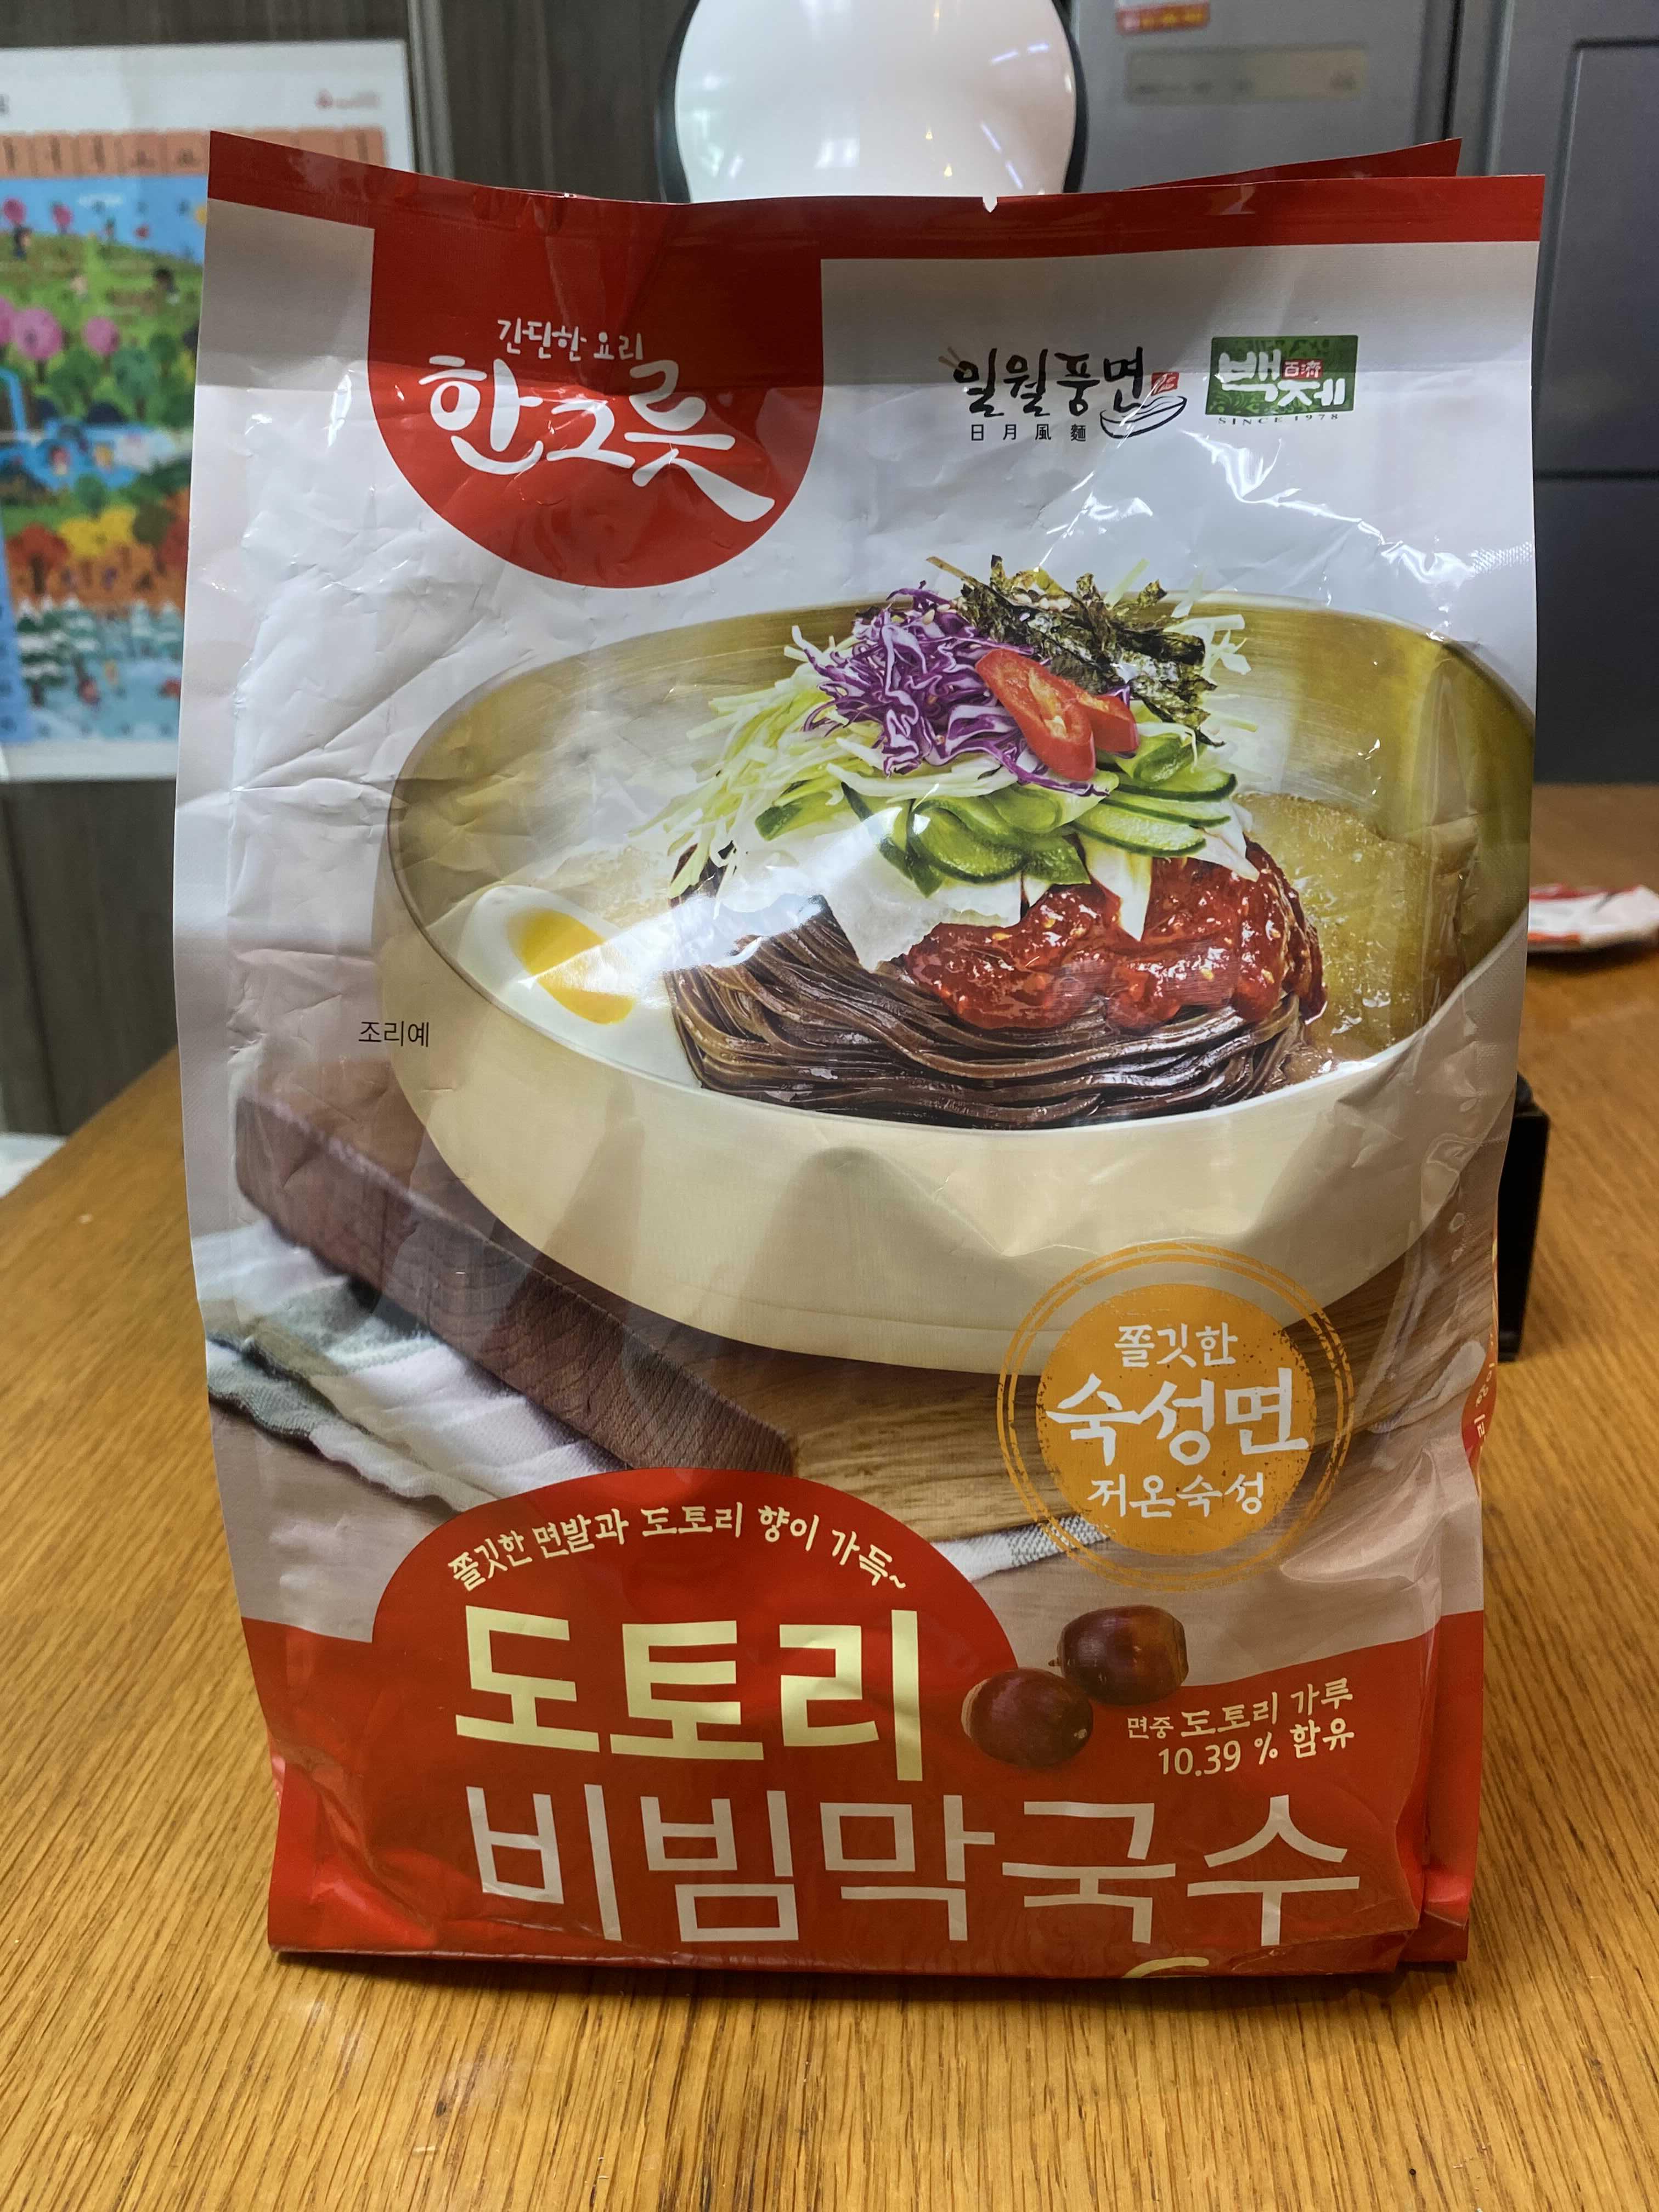 간단한 요리
한그릇
일월풍면
日月風麵
백제
百濟
SINCE 1978
조리예
쫄깃한
숙성면
저온숙성
쫄깃한 면발과 도토리 향이 가득~
도토리
면중 도토리 가루
10.39 % 함유
비빔막국수